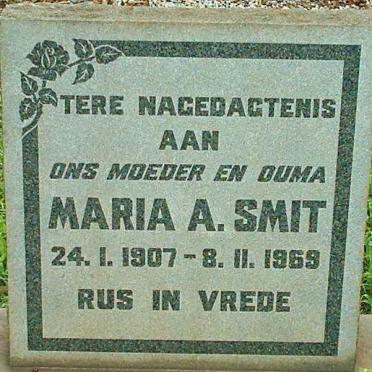 TERE NAGEDAGTENIS
AAN
ONS MOEDER EN OUMA
MARIA A. SMIT
24. 1. 1907 - 8. 11. 1969
RUS IN VREDE